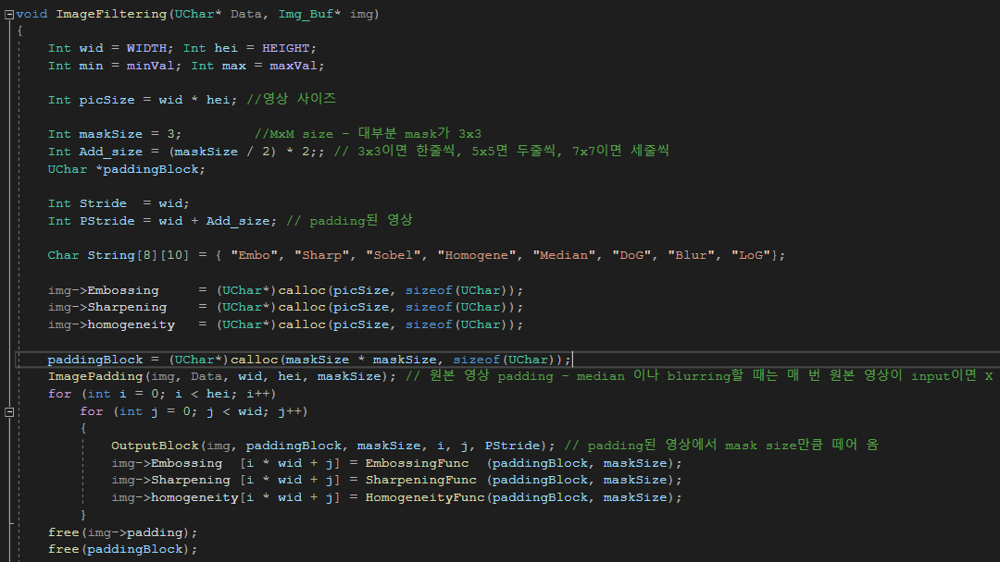 void ImageFiltering(UChar* Data, Img_Buf* img)
{
Int wid = WIDTH; Int hei = HEIGHT;
Int min = minVal; Int max = maxVal;
Int picSize = wid * hei; //영상 사이즈
Int maskSize = 3; //MxM size - 대부분 mask가 3x3
Int Add_size = (maskSize / 2) * 2;; // 3x3이면 한줄씩, 5x5면 두줄씩, 7x7이면 세줄씩
UChar *paddingBlock;
Int Stride = wid;
Int PStride = wid + Add_size; // padding된 영상
Char String[8][10] = { "Embo", "Sharp", "Sobel", "Homogene", "Median", "DoG", "Blur", "LoG"};
img->Embossing = (UChar*)calloc(picSize, sizeof(UChar));
img->Sharpening = (UChar*)calloc(picSize, sizeof(UChar));
img->homogeneity = (UChar*)calloc(picSize, sizeof(UChar));
paddingBlock = (UChar*)calloc(maskSize * maskSize, sizeof(UChar));
ImagePadding(img, Data, wid, hei, maskSize); // 원본 영상 padding - median 이나 blurring할 때는 매 번 원본 영상이 input이면 X
for (int i = 0; i < hei; i++)
for (int j = 0; j < wid; j++)
{
OutputBlock(img, paddingBlock, maskSize, i, j, PStride); // padding된 영상에서 mask size만큼 떼어 옴
img->Embossing [i * wid + j] = EmbossingFunc (paddingBlock, maskSize);
img->Sharpening [i * wid + j] = SharpeningFunc (paddingBlock, maskSize);
img->homogeneity[i * wid + j] = HomogeneityFunc(paddingBlock, maskSize);
}
free(img->padding);
free(paddingBlock);